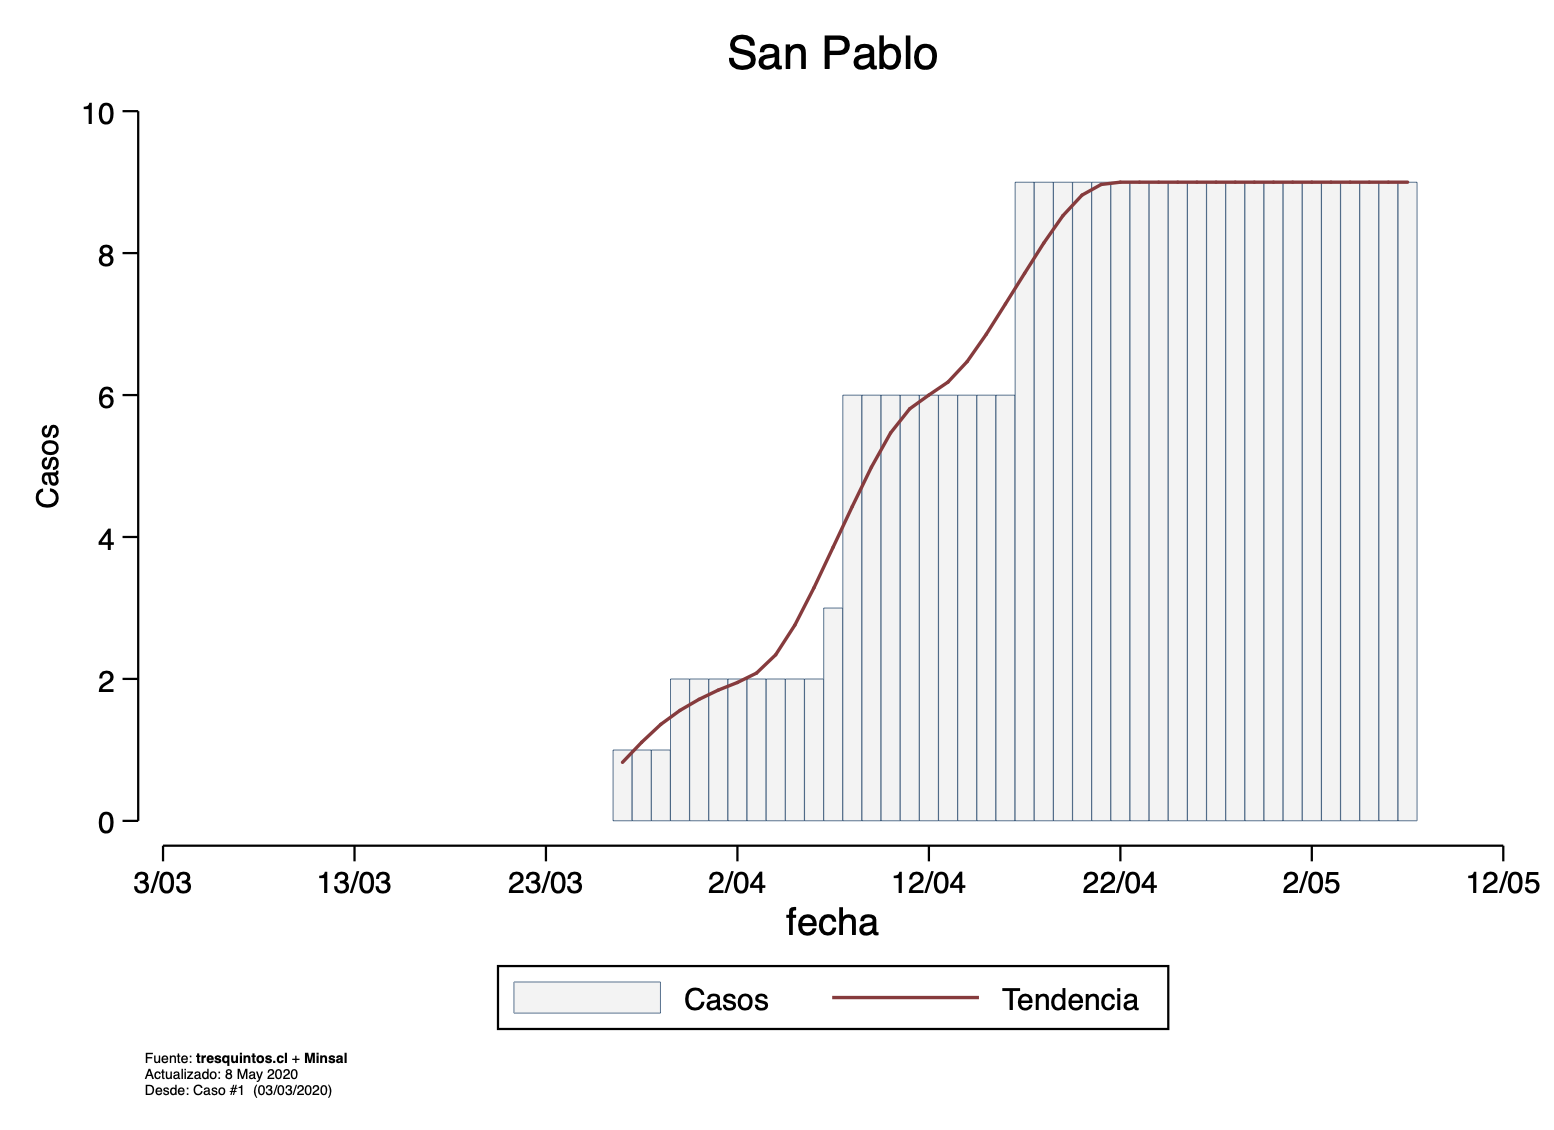 San Pablo
10
8
6
4
2
0
Casos
3/03 13/03 23/03 2/04 12/04 22/04 2/05 12/05
fecha
Casos Tendencia
Fuente: tresquintos.cl + Minsal
Actualizado: 8 May 2020
Desde: Caso #1 (03/03/2020)